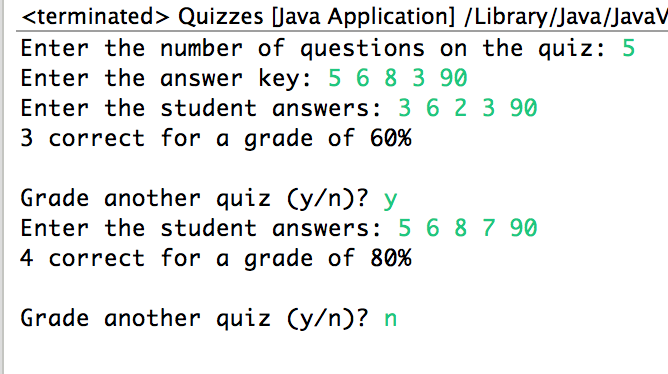 <terminated> Quizzes [Java Application] /Library/Java/JavaV
Enter the number of questions on the quiz: 5
Enter the answer key: 5 6 8 3 90
Enter the student answers: 3 6 2 3 90
3 correct for a grade of 60%
Grade another quiz (y/n)? y
Enter the student answers: 5 6 8 7 90
4 correct for a grade of 80%
Grade another quiz (y/n)? n